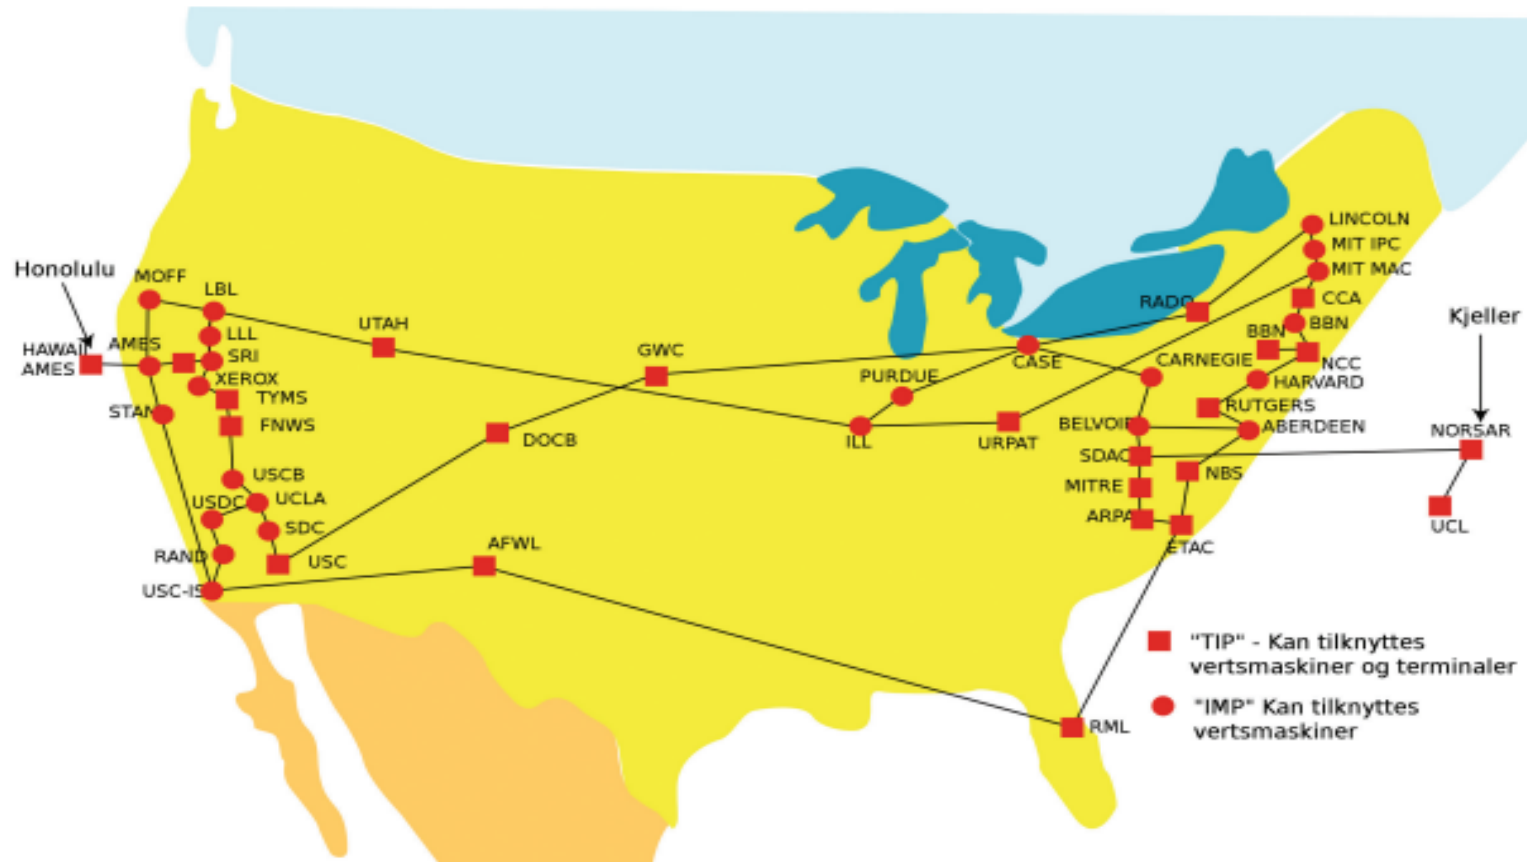 LINCOLN
MIT IPC
MIT MAC
Honolulu
MOFF
LBL
CCA
RADO
UTAH
LLL
BBN
BBN
Kjeller
HAWAII
AMES
AMES
SRI
GWC
CASE
CARNEGIE
NCC
XEROX
PURDUE
HARVARD
TYMS
STAN
RUTGERS
FNWS
BELVOIR
ABERDEEN
NORSAR
DOCB
ILL
URPAT
SDAC
USCB
NBS
MITRE
USDC
UCLA
ARPA
UCL
SDC
AFWL
ETAC
RAND
USC
USC-IS
"TIP" - Kan tilknyttes
vertsmaskiner og terminaler
"IMP" Kan tilknyttes
vertsmaskiner
RML